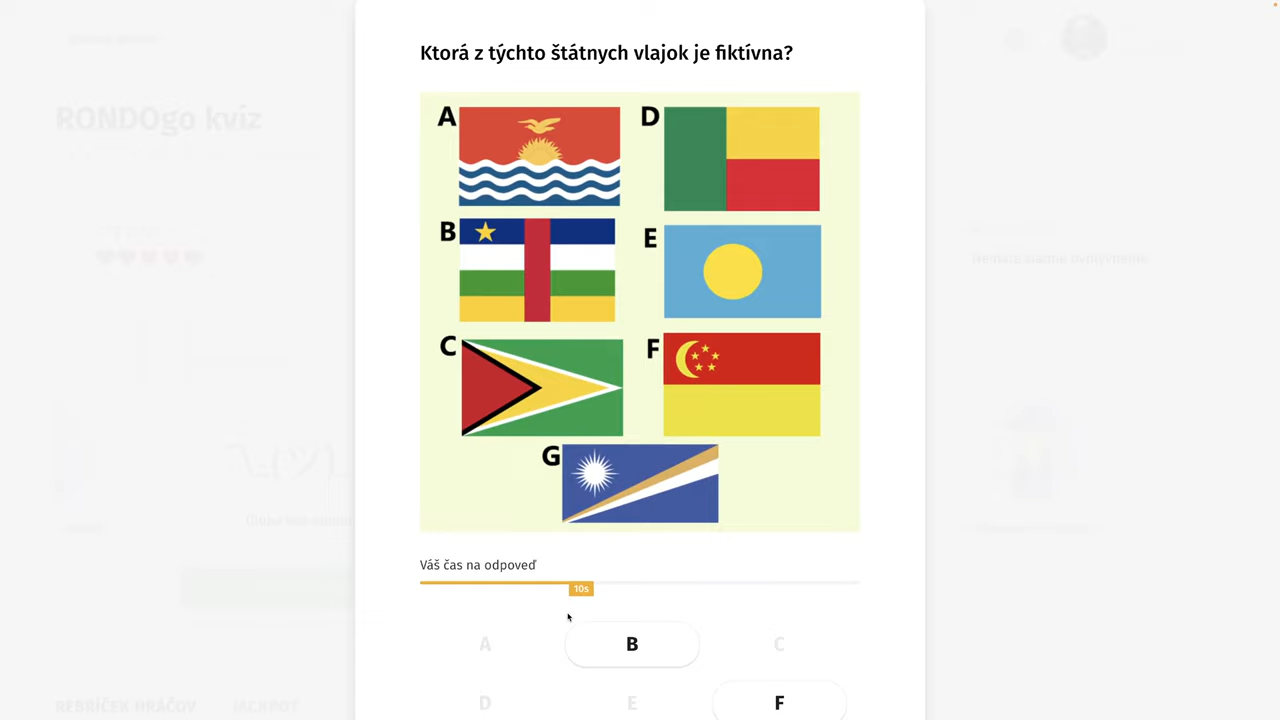 Ktorá z týchto štátnych vlajok je fiktívna?
RONDOgo kvíz
A
D
B
E
C
F
G
Váš čas na odpoveď
10s
A
B
C
D
E
F
REBRÍČEK HRÁČOV
JACKPOT